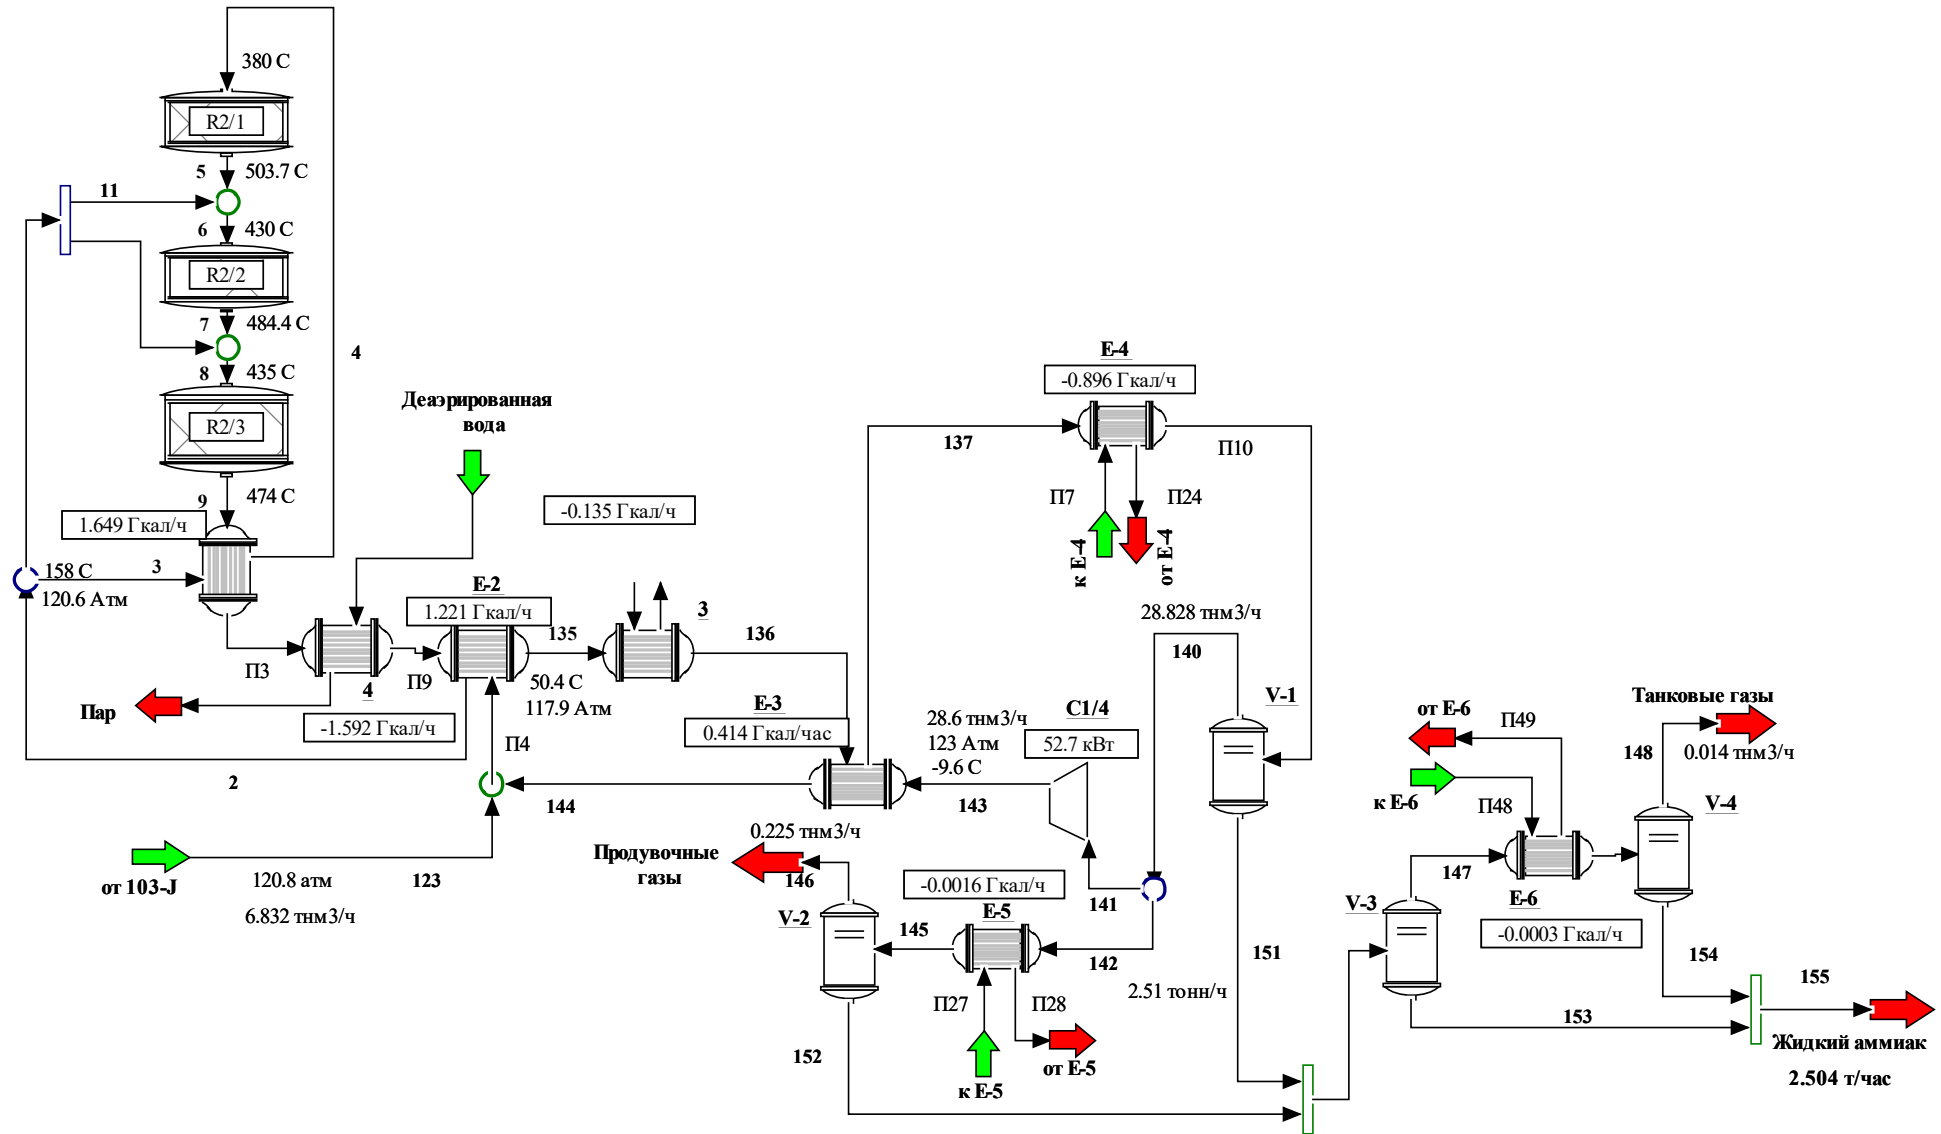 380 С
R2/1
5
503.7 С
11
6
430 С
R2/2
7
484.4 С
4
8
435 С
R2/3
9
474 С
1.649 Гкал/ч
158 С
3
120.6 Атм
Деаэрированная
вода
-0.135 Гкал/ч
Е-2
1.221 Гкал/ч
3
135
136
П3
П9
4
50.4 С
117.9 Атм
Пар
-1.592 Гкал/ч
П4
2
Е-3
0.414 Гкал/час
28.6 тнм3/ч
123 Атм
-9.6 С
С1/4
52.7 кВт
144
143
от 103-J
120.8 атм
123
6.832 тнм3/ч
Е-4
-0.896 Гкал/ч
137
П10
П7
П24
к Е-4
от Е-4
28.828 тнм3/ч
140
V-1
0.225 тнм3/ч
Продувочные
газы
146
-0.0016 Гкал/ч
141
V-2
Е-5
145
142
151
2.51 тонн/ч
П27
П28
152
к Е-5
от Е-5
Танковые газы
от Е-6
П49
148
0.014 тнм3/ч
к Е-6
П48
V-4
147
V-3
Е-6
-0.0003 Гкал/ч
154
155
153
Жидкий аммиак
2.504 т/час